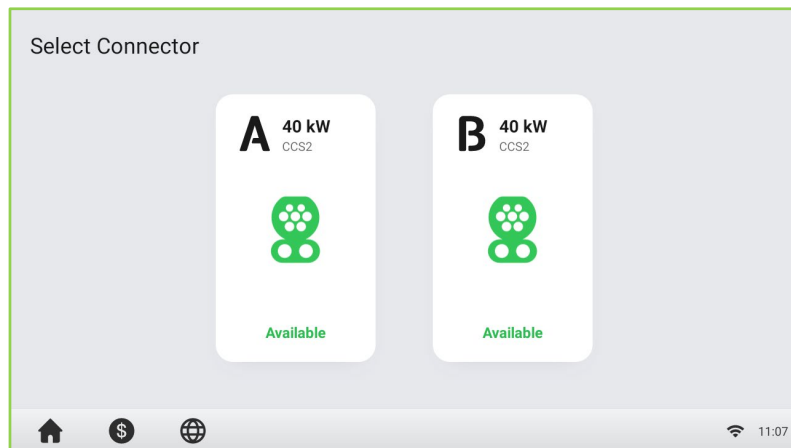 Select Connector
A 40 kW
CCS2
Available
B 40 kW
CCS2
Available
$
11:07